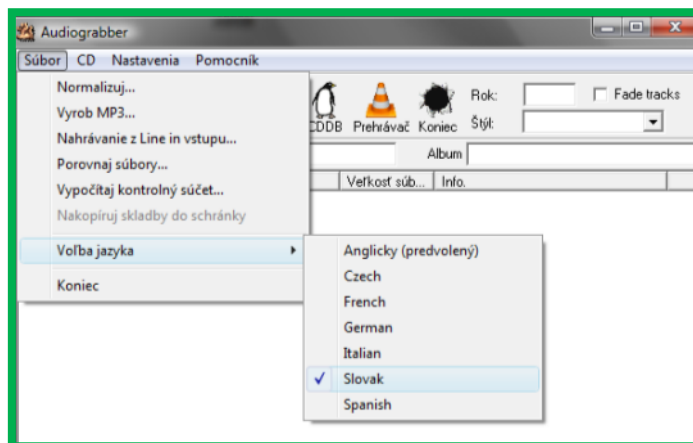 Audiograbber
Súbor CD Nastavenia Pomocník
Normalizuj...
Vyrob MP3...
Nahrávanie z Line in vstupu...
Porovnaj súbory...
Vypočítaj kontrolný súčet...
Nakopíruj skladby do schránky
Voľba jazyka
Koniec
CDDB Prehrávač Koniec
Rok: Fade tracks
Štýl:
Album
Veľkosť súb... Info.
Anglicky (predvolený)
Czech
French
German
Italian
Slovak
Spanish